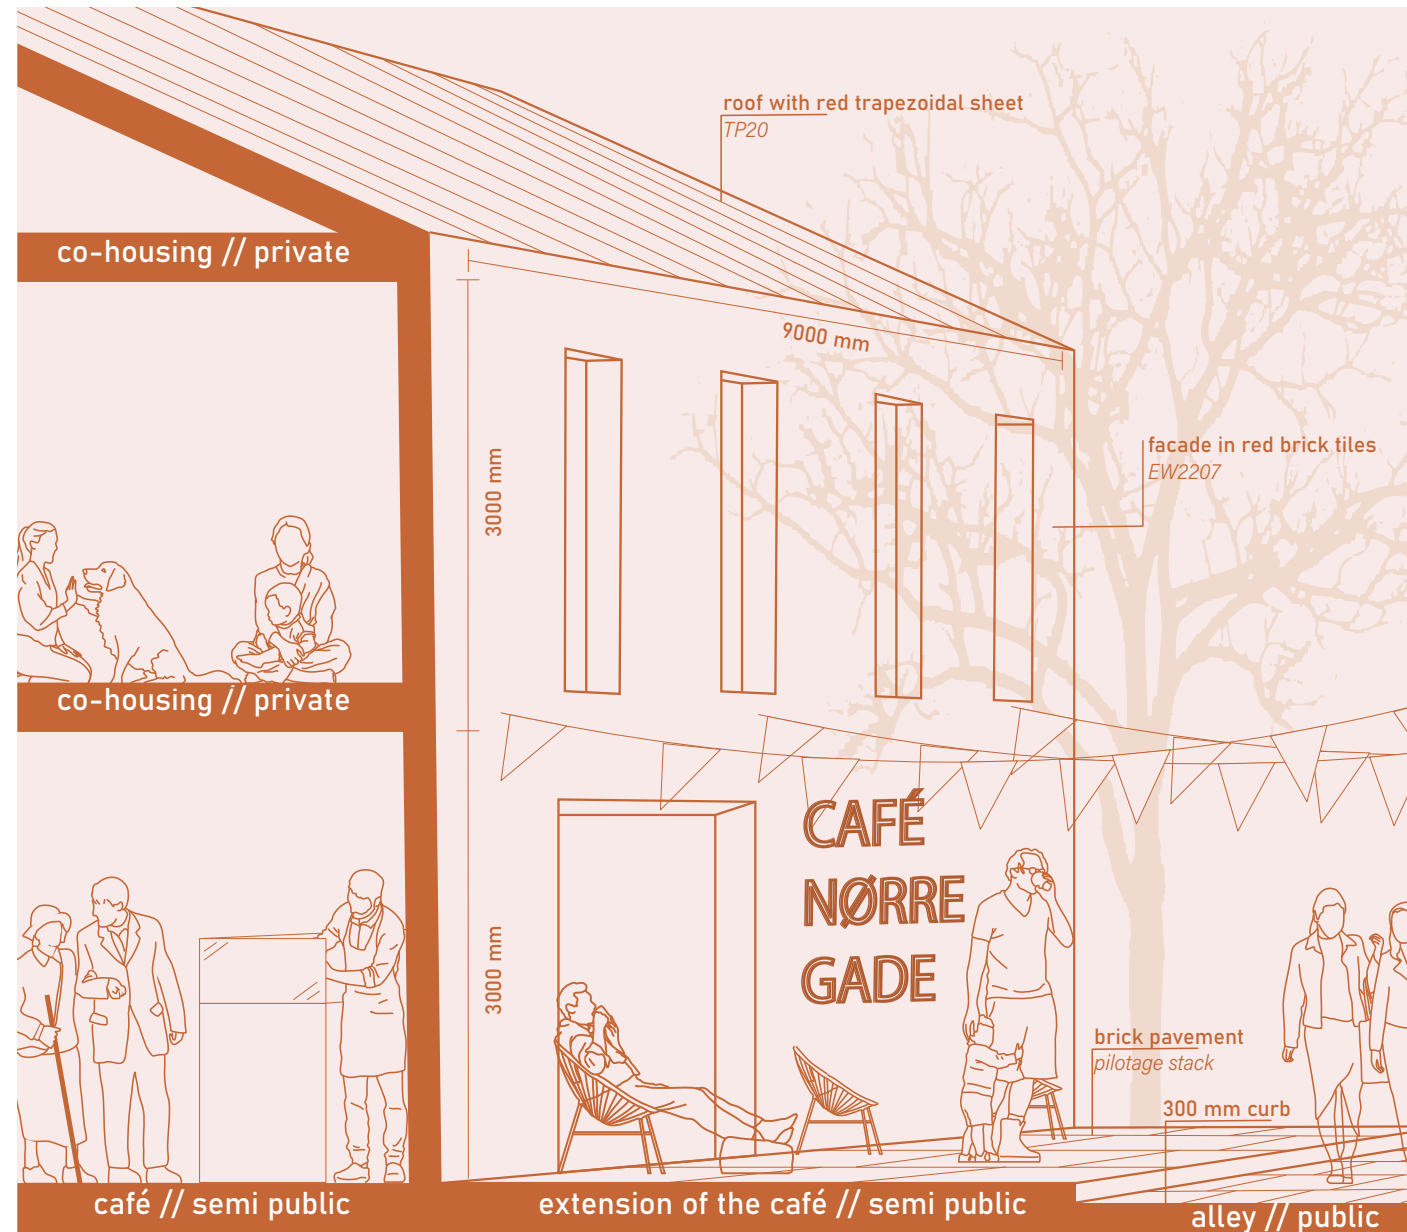 roof with red trapezoidal sheet
TP20
co-housing // private
9000 mm
facade in red brick tiles
EW2207
3000 mm
co-housing // private
CAFÉ
NØRRE
GADE
3000 mm
brick pavement
pilotage stack
300 mm curb
café // semi public
extension of the café // semi public
alley // public